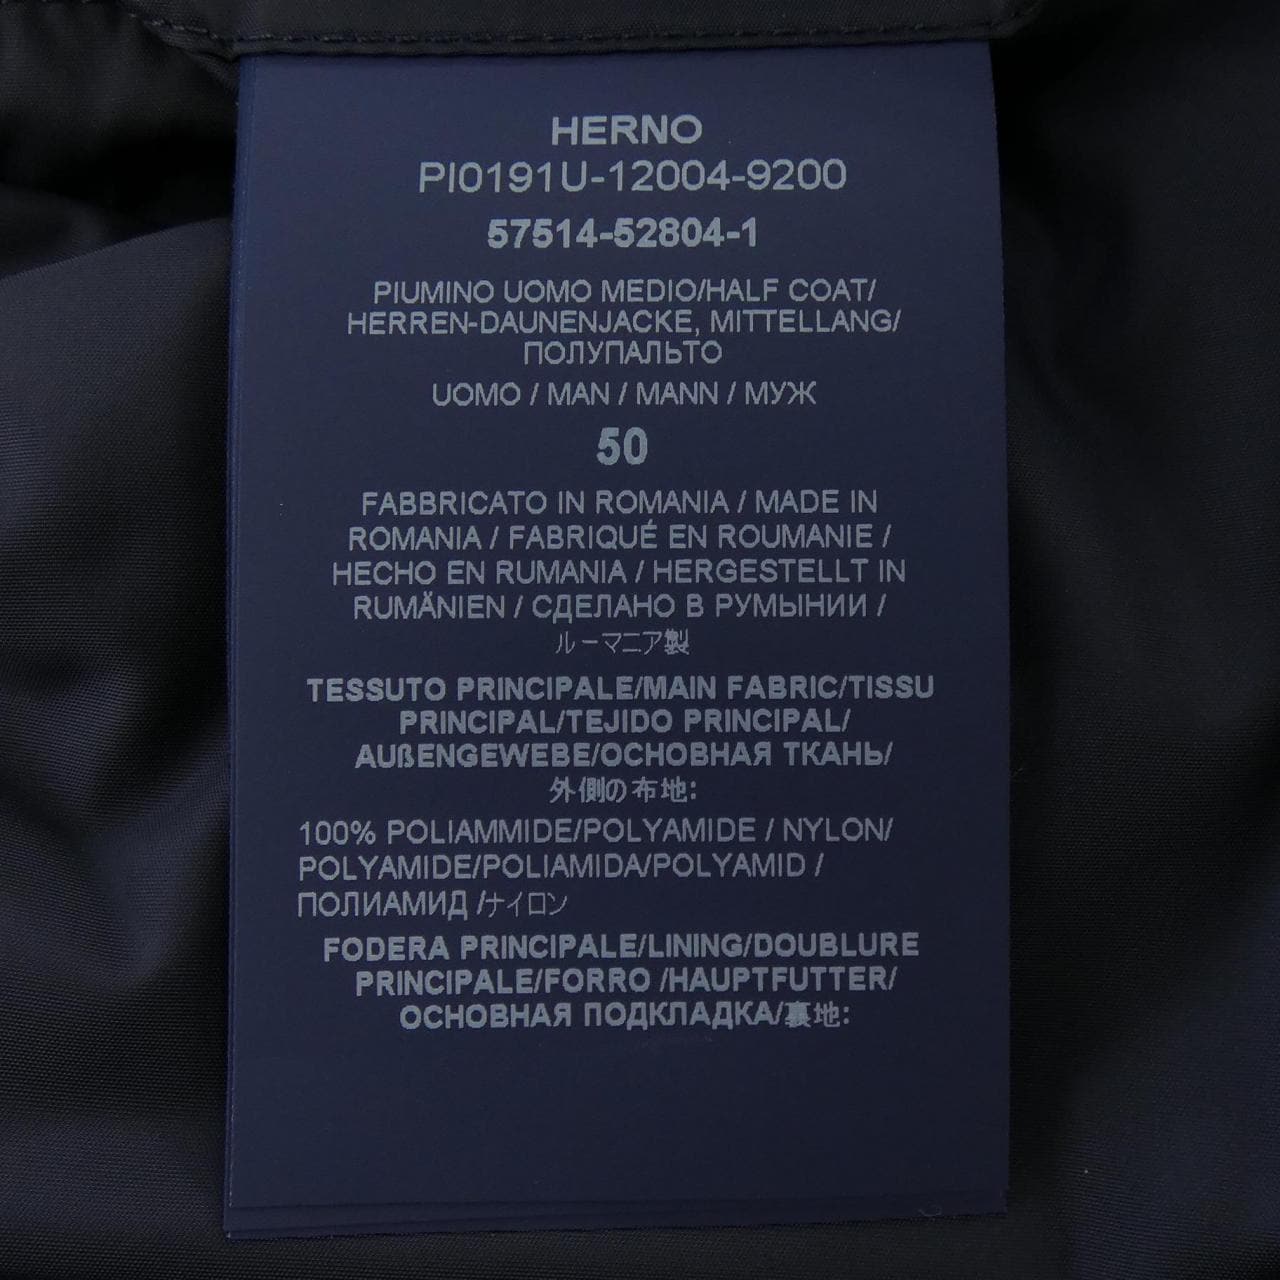 HERNO
PI0191U-12004-9200
57514-52804-1
PIUMINO UOMO MEDIO/HALF COAT/
HERREN-DAUNENJACKE, MITTELLANG/
ПОЛУПАЛЬТО
UOMO / MAN / MANN / МУЖ
50
FABBRICATO IN ROMANIA / MADE IN
ROMANIA / FABRIQUÉ EN ROUMANIE /
HECHO EN RUMANIA / HERGESTELLT IN
RUMÄNIEN / СДЕЛАНО В РУМЫНИИ /
ルーマニア製
TESSUTO PRINCIPALE/MAIN FABRIC/TISSU
PRINCIPAL/TEJIDO PRINCIPAL/
AUßENGEWEBE/ОСНОВНАЯ ТКАНЬ/
外側の布地:
100% POLIAMMIDE/POLYAMIDE / NYLON/
POLYAMIDE/POLIAMIDA/POLYAMID /
ПОЛИАМИД /ナイロン
FODERA PRINCIPALE/LINING/DOUBLURE
PRINCIPALE/FORRO /HAUPTFUTTER/
ОСНОВНАЯ ПОДКЛАДКА/裏地: